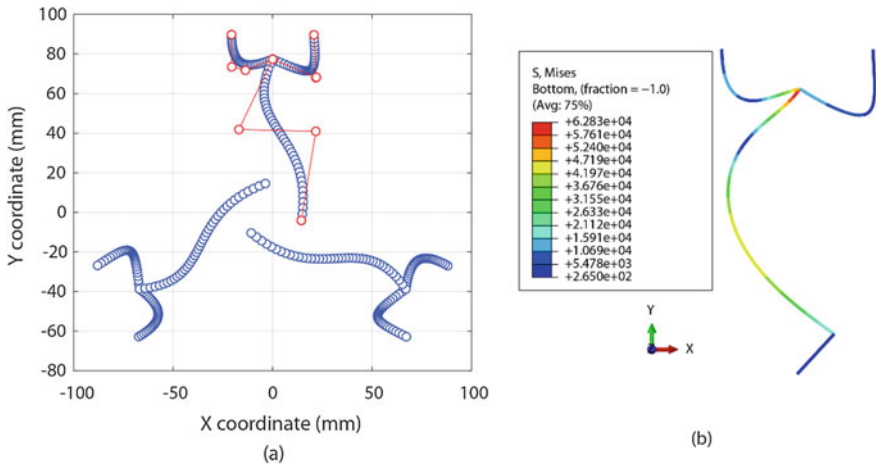 100
80
60
40
20
0
-20
-40
-60
-80
-100
-50
0
50
100
Y coordinate (mm)
X coordinate (mm)
(a)
S, Mises
Bottom, (fraction = −1.0)
(Avg: 75%)
+6.283e+04
+5.761e+04
+5.240e+04
+4.719e+04
+4.197e+04
+3.676e+04
+3.155e+04
+2.633e+04
+2.112e+04
+1.591e+04
+1.069e+04
+5.478e+03
+2.650e+02
Y
X
(b)